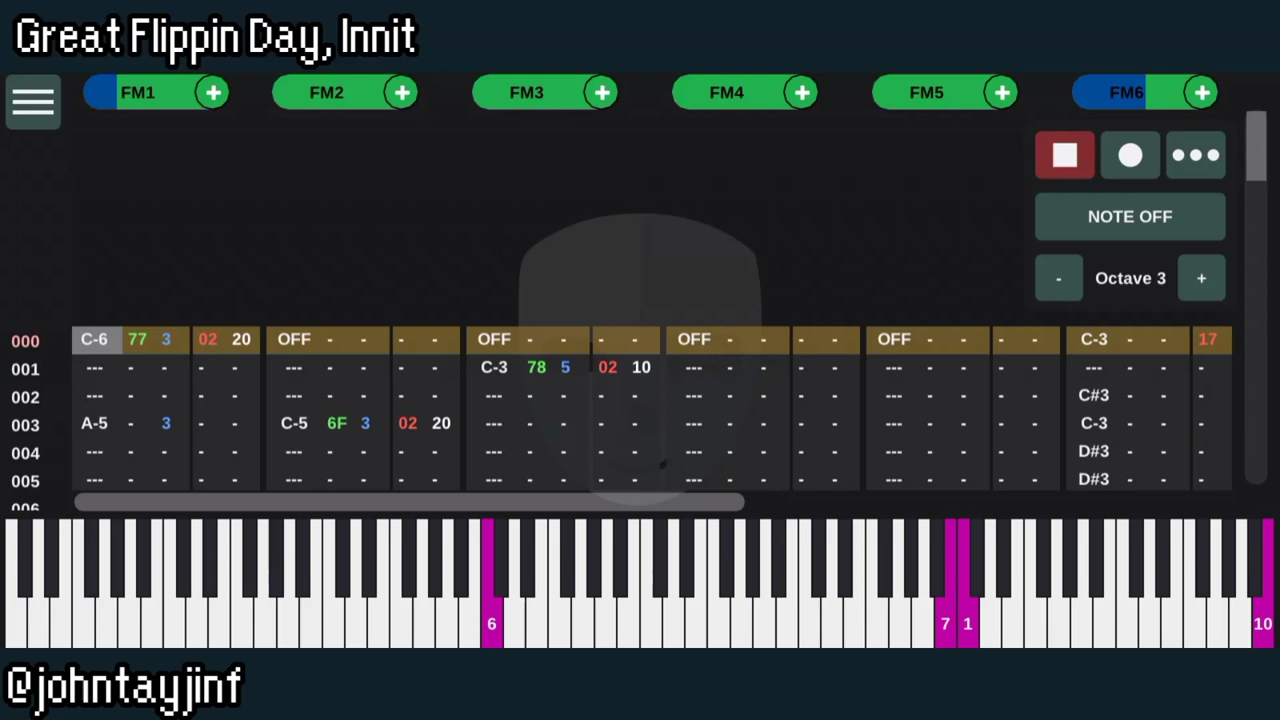 Great Flippin Day, Innit
FM1 FM2 FM3 FM4 FM5 FM6
NOTE OFF
- Octave 3 +
000 C-6 77 3 02 20 OFF - - - - OFF - - - - OFF - - - - OFF - - - - C-3 - - 17
001 --- - - - - --- - - - - C-3 78 5 02 10 --- - - - - --- - - - - --- - - -
002 --- - - - - --- - - - - --- - - - - --- - - - - --- - - - - C#3 - - -
003 A-5 - 3 - - C-5 6F 3 02 20 --- - - - - --- - - - - --- - - - - C-3 - - -
004 --- - - - - --- - - - - --- - - - - --- - - - - --- - - - - D#3 - - -
005 --- - - - - --- - - - - --- - - - - --- - - - - --- - - - - D#3 - - -
006
6 7 1 10
@johntayjinf